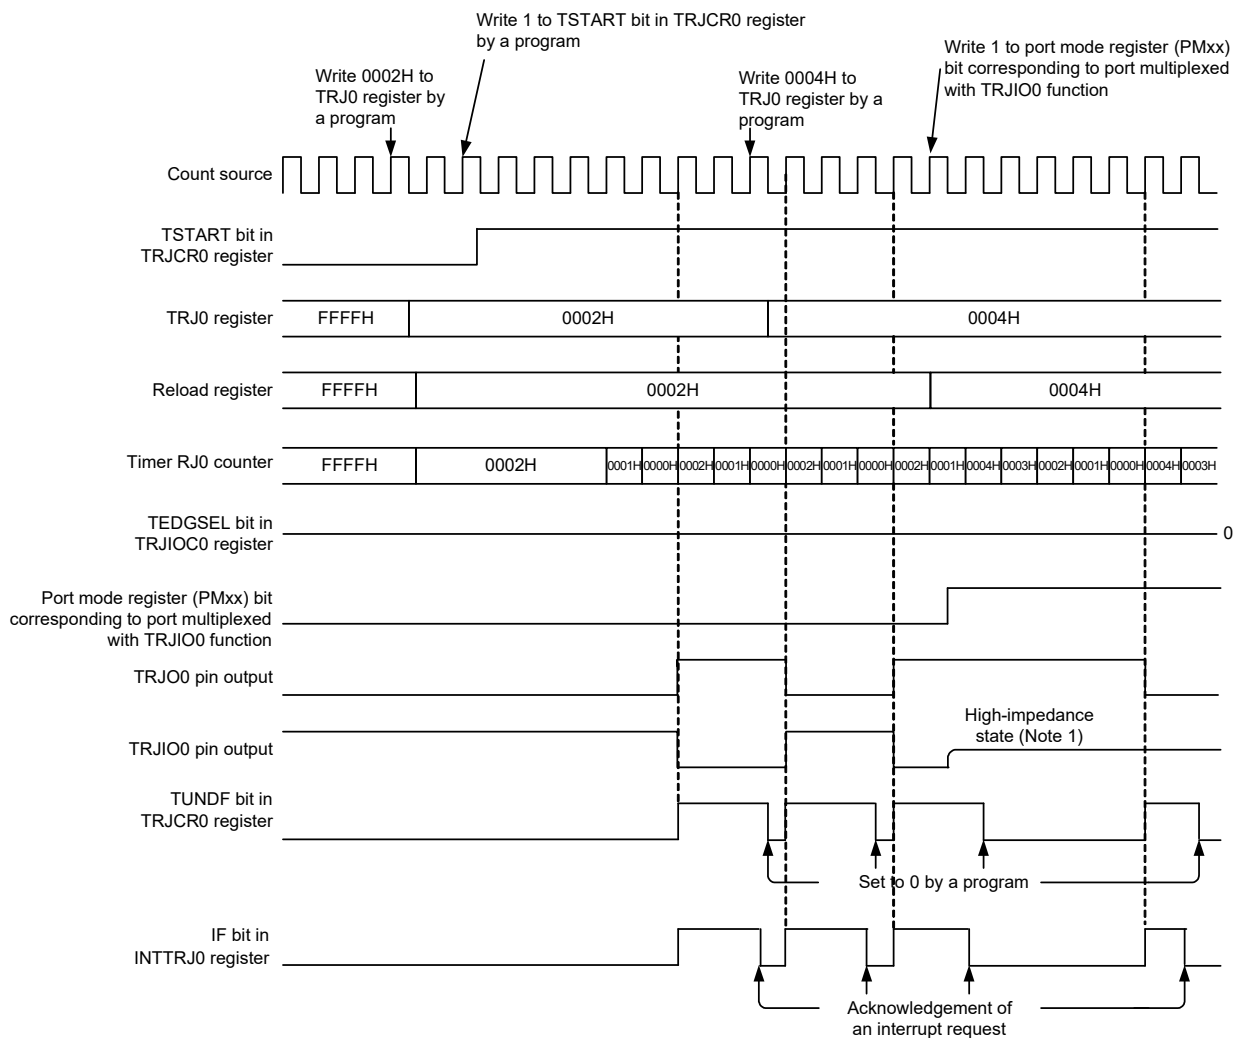 Write 1 to TSTART bit in TRJCR0 register
by a program
Write 0002H to
TRJ0 register by
a program
Write 0004H to
TRJ0 register by a
program
Write 1 to port mode register (PMxx)
bit corresponding to port multiplexed
with TRJIO0 function
Count source
TSTART bit in
TRJCR0 register
TRJ0 register
FFFFH 0002H 0004H
Reload register
FFFFH 0002H 0004H
Timer RJ0 counter
FFFFH 0002H 0001H 0000H 0002H 0001H 0000H 0002H 0001H 0000H 0002H 0001H 0004H 0003H 0002H 0001H 0000H 0004H 0003H
TEDGSEL bit in
TRJIOC0 register
0
Port mode register (PMxx) bit
corresponding to port multiplexed
with TRJIO0 function
TRJO0 pin output
High-impedance
state (Note 1)
TRJIO0 pin output
TUNDF bit in
TRJCR0 register
Set to 0 by a program
IF bit in
INTTRJ0 register
Acknowledgement of
an interrupt request